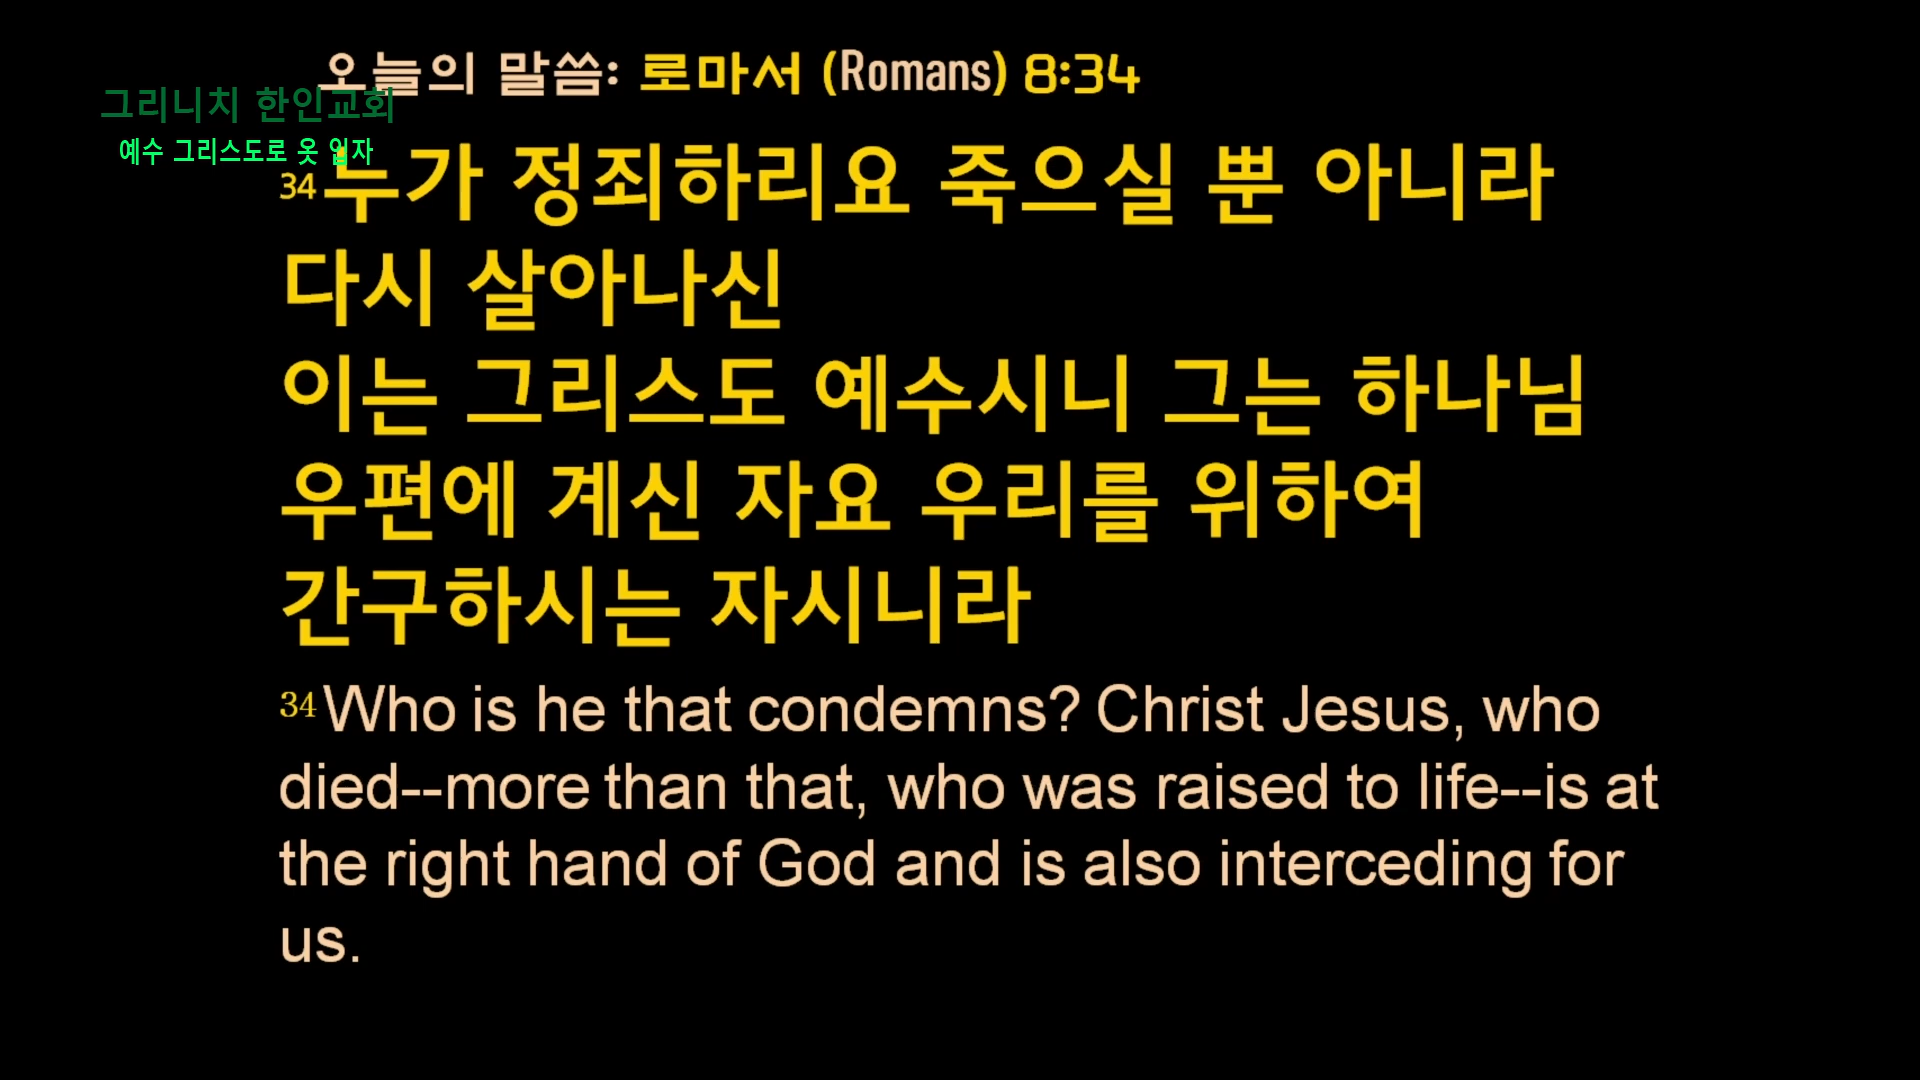 오늘의 말씀: 로마서 (Romans) 8:34
그리니치 한인교회
예수 그리스도로 옷 입자
34 누가 정죄하리요 죽으실 뿐 아니라
다시 살아나신
이는 그리스도 예수시니 그는 하나님
우편에 계신 자요 우리를 위하여
간구하시는 자시니라
34 Who is he that condemns? Christ Jesus, who
died--more than that, who was raised to life--is at
the right hand of God and is also interceding for
us.